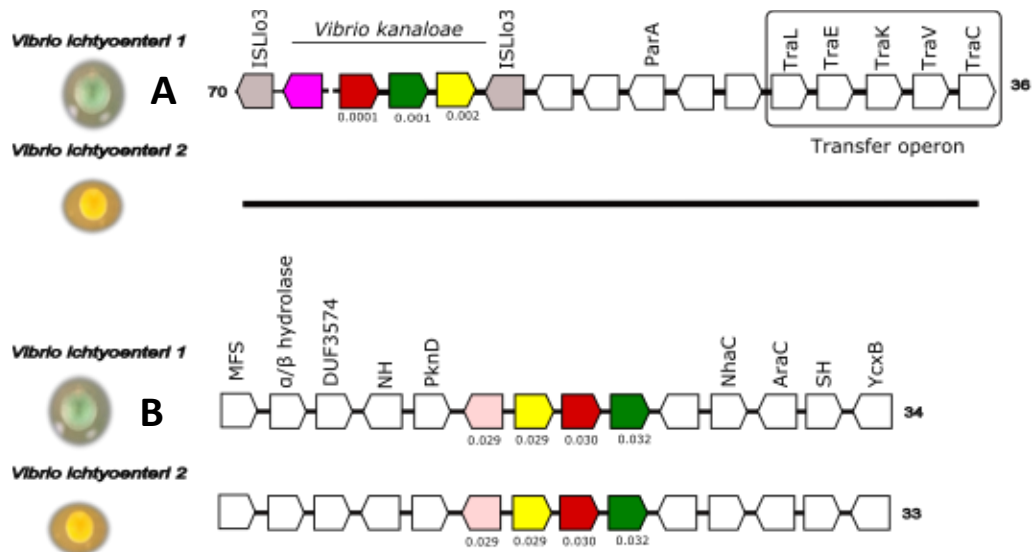 Vibrio ichtyoenteri 1
A
70
ISLIo3
Vibrio kanaloae
ISLIo3
ParA
TraL
TraE
TraK
TraV
TraC
36
0.0001
0.001
0.002
Transfer operon
Vibrio ichtyoenteri 2
MFS
α/β hydrolase
DUF3574
NH
PknD
NhaC
AraC
SH
YcxB
Vibrio ichtyoenteri 1
B
34
0.029
0.029
0.030
0.032
Vibrio ichtyoenteri 2
33
0.029
0.029
0.030
0.032